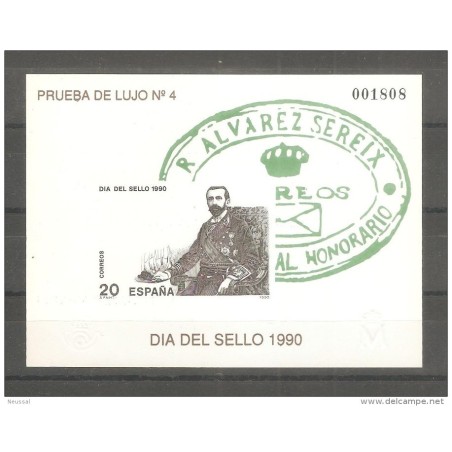 PRUEBA DE LUJO Nº 4
001808
R. ALVAREZ SEREIX
DIA DEL SELLO 1990
REOS
AL HONORARIO
CORREOS
20 ESPAÑA
1990
DIA DEL SELLO 1990
Neussal
www.delcampe.net